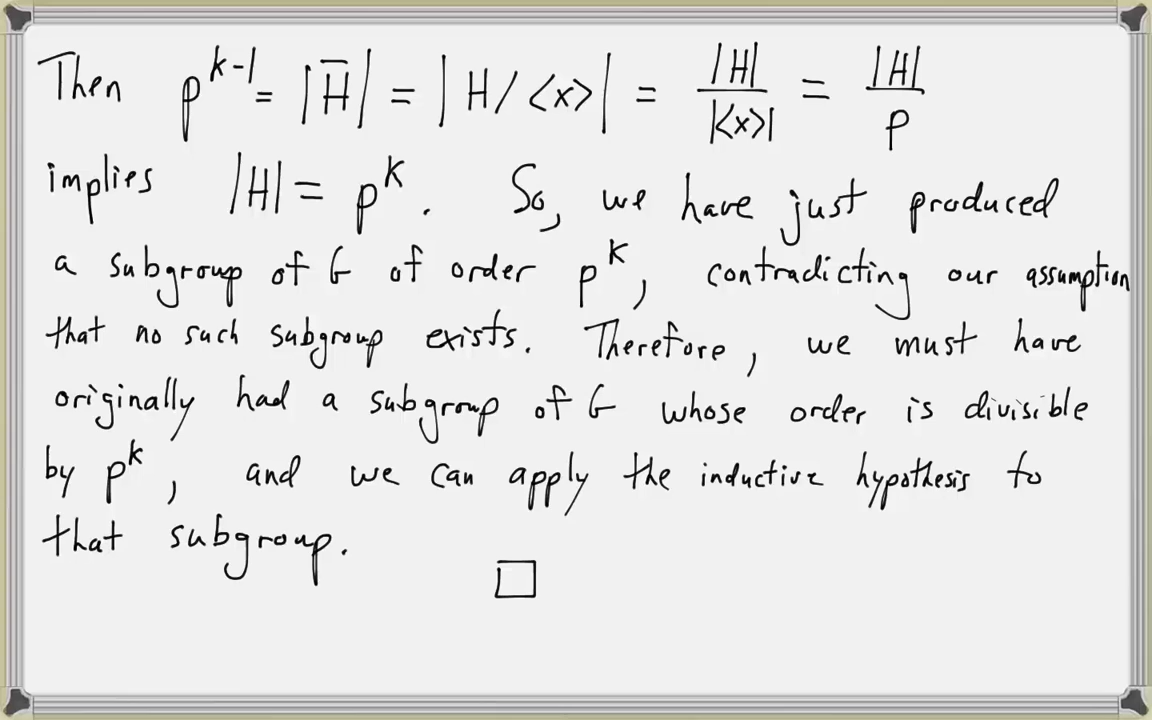 Then p^{k-1} = |H̅| = |H/<x>| = |H|/|<x>| = |H|/p
implies |H| = p^k. So, we have just produced
a subgroup of G of order p^k, contradicting our assumption
that no such subgroup exists. Therefore, we must have
originally had a subgroup of G whose order is divisible
by p^k, and we can apply the inductive hypothesis to
that subgroup.
□